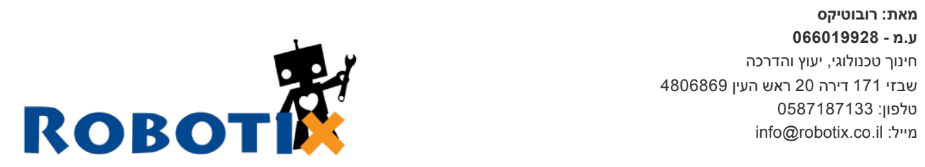 מאת: רובוטיקס
ע.מ - 066019928
חינוך טכנולוגי, יעוץ והדרכה
שבזי 171 דירה 20 ראש העין 4806869
טלפון: 0587187133
מייל: info@robotix.co.il
ROBOTIX